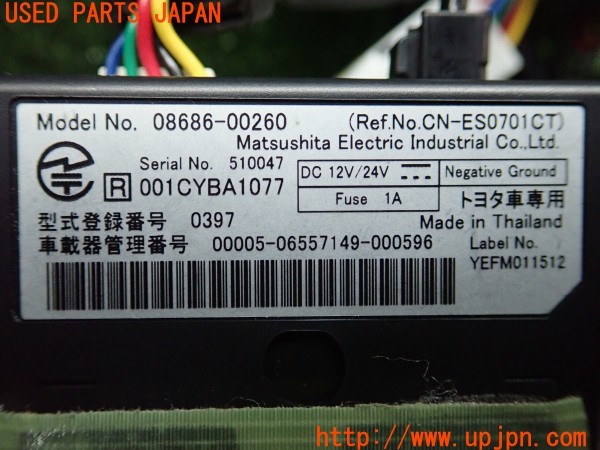 USED PARTS JAPAN
Model No. 08686-00260 (Ref.No.CN-ES0701CT)
Matsushita Electric Industrial Co.,Ltd.
Serial No. 510047
R 001CYBA1077
DC 12V/24V
Negative Ground
Fuse 1A
トヨタ車専用
型式登録番号 0397
Made in Thailand
車載器管理番号 00005-06557149-000596
Label No.
YEFM011512
http://www.upjpn.com/